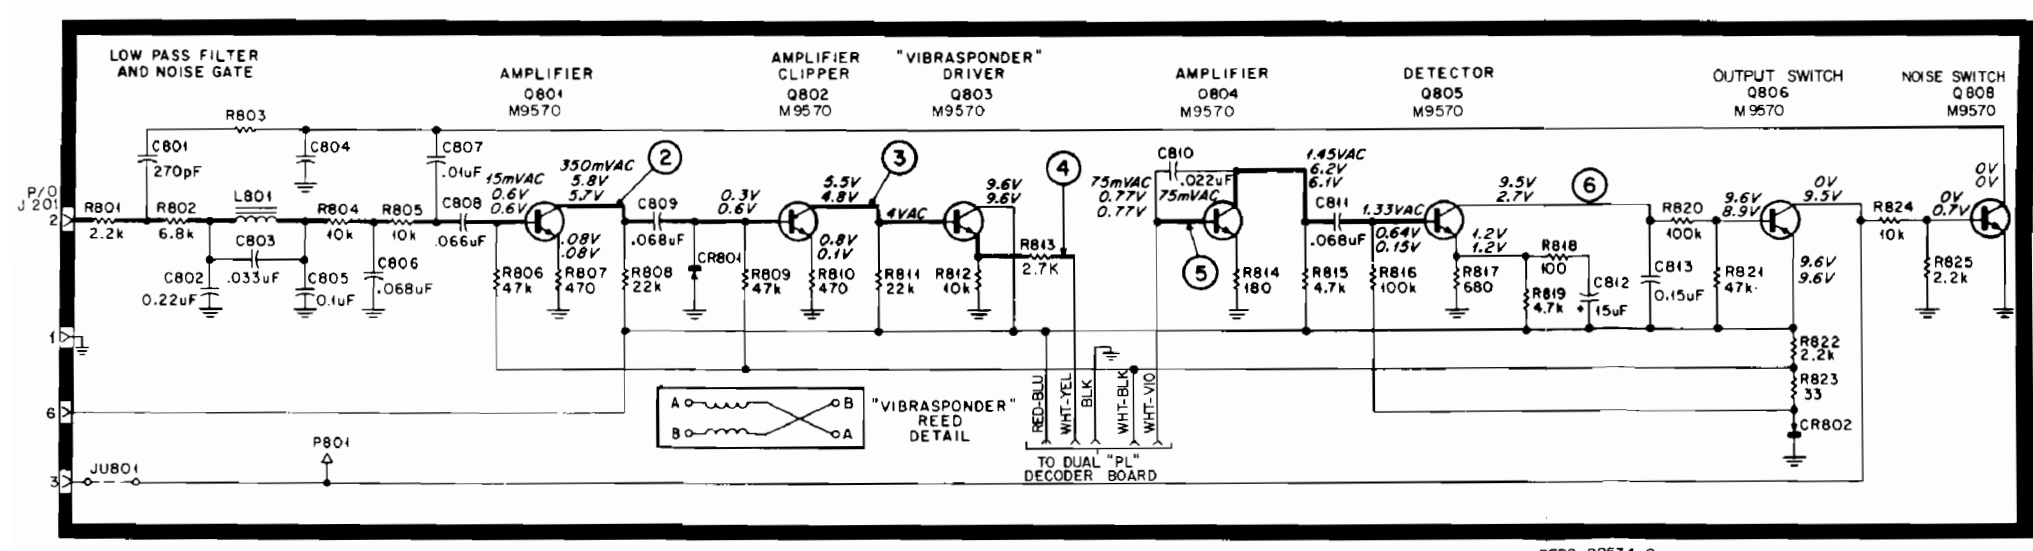 LOW PASS FILTER
AND NOISE GATE
AMPLIFIER
Q801
M9570
AMPLIFIER
CLIPPER
Q802
M9570
"VIBRASPONDER"
DRIVER
Q803
M9570
AMPLIFIER
Q804
M9570
DETECTOR
Q805
M9570
OUTPUT SWITCH
Q806
M9570
NOISE SWITCH
Q808
M9570
R803
C801
270pF
C804
C807
.01uF
P/O
J201
2
R801
2.2k
R802
6.8k
L801
C803
.033uF
C802
0.22uF
C805
0.1uF
R804
10k
R805
10k
C806
.068uF
C808
.066uF
15mVAC
0.6V
0.6V
350mVAC
5.8V
5.7V
2
.08V
.08V
R806
47k
R807
470
R808
22k
C809
.068uF
CR801
0.3V
0.6V
R809
47k
5.5V
4.8V
3
0.8V
0.1V
R810
470
4VAC
R811
22k
9.6V
9.6V
R812
10k
R813
2.7K
4
75mVAC
0.77V
0.77V
C810
.022uF
75mVAC
5
R814
180
1.45VAC
6.2V
6.1V
R815
4.7k
C811
.068uF
1.33VAC
0.64V
0.15V
R816
100k
9.5V
2.7V
6
1.2V
1.2V
R817
680
R818
100
R819
4.7k
C812
+
15uF
C813
0.15uF
R820
100k
R821
47k
9.6V
8.9V
0V
9.5V
9.6V
9.6V
R822
2.2k
R823
33
CR802
R824
10k
0V
0.7V
0V
0V
R825
2.2k
1
6
3
JU801
P801
A
B
B
A
"VIBRASPONDER"
REED
DETAIL
RED-BLU
WHT-YEL
BLK
WHT-BLK
WHT-VIO
TO DUAL "PL"
DECODER BOARD